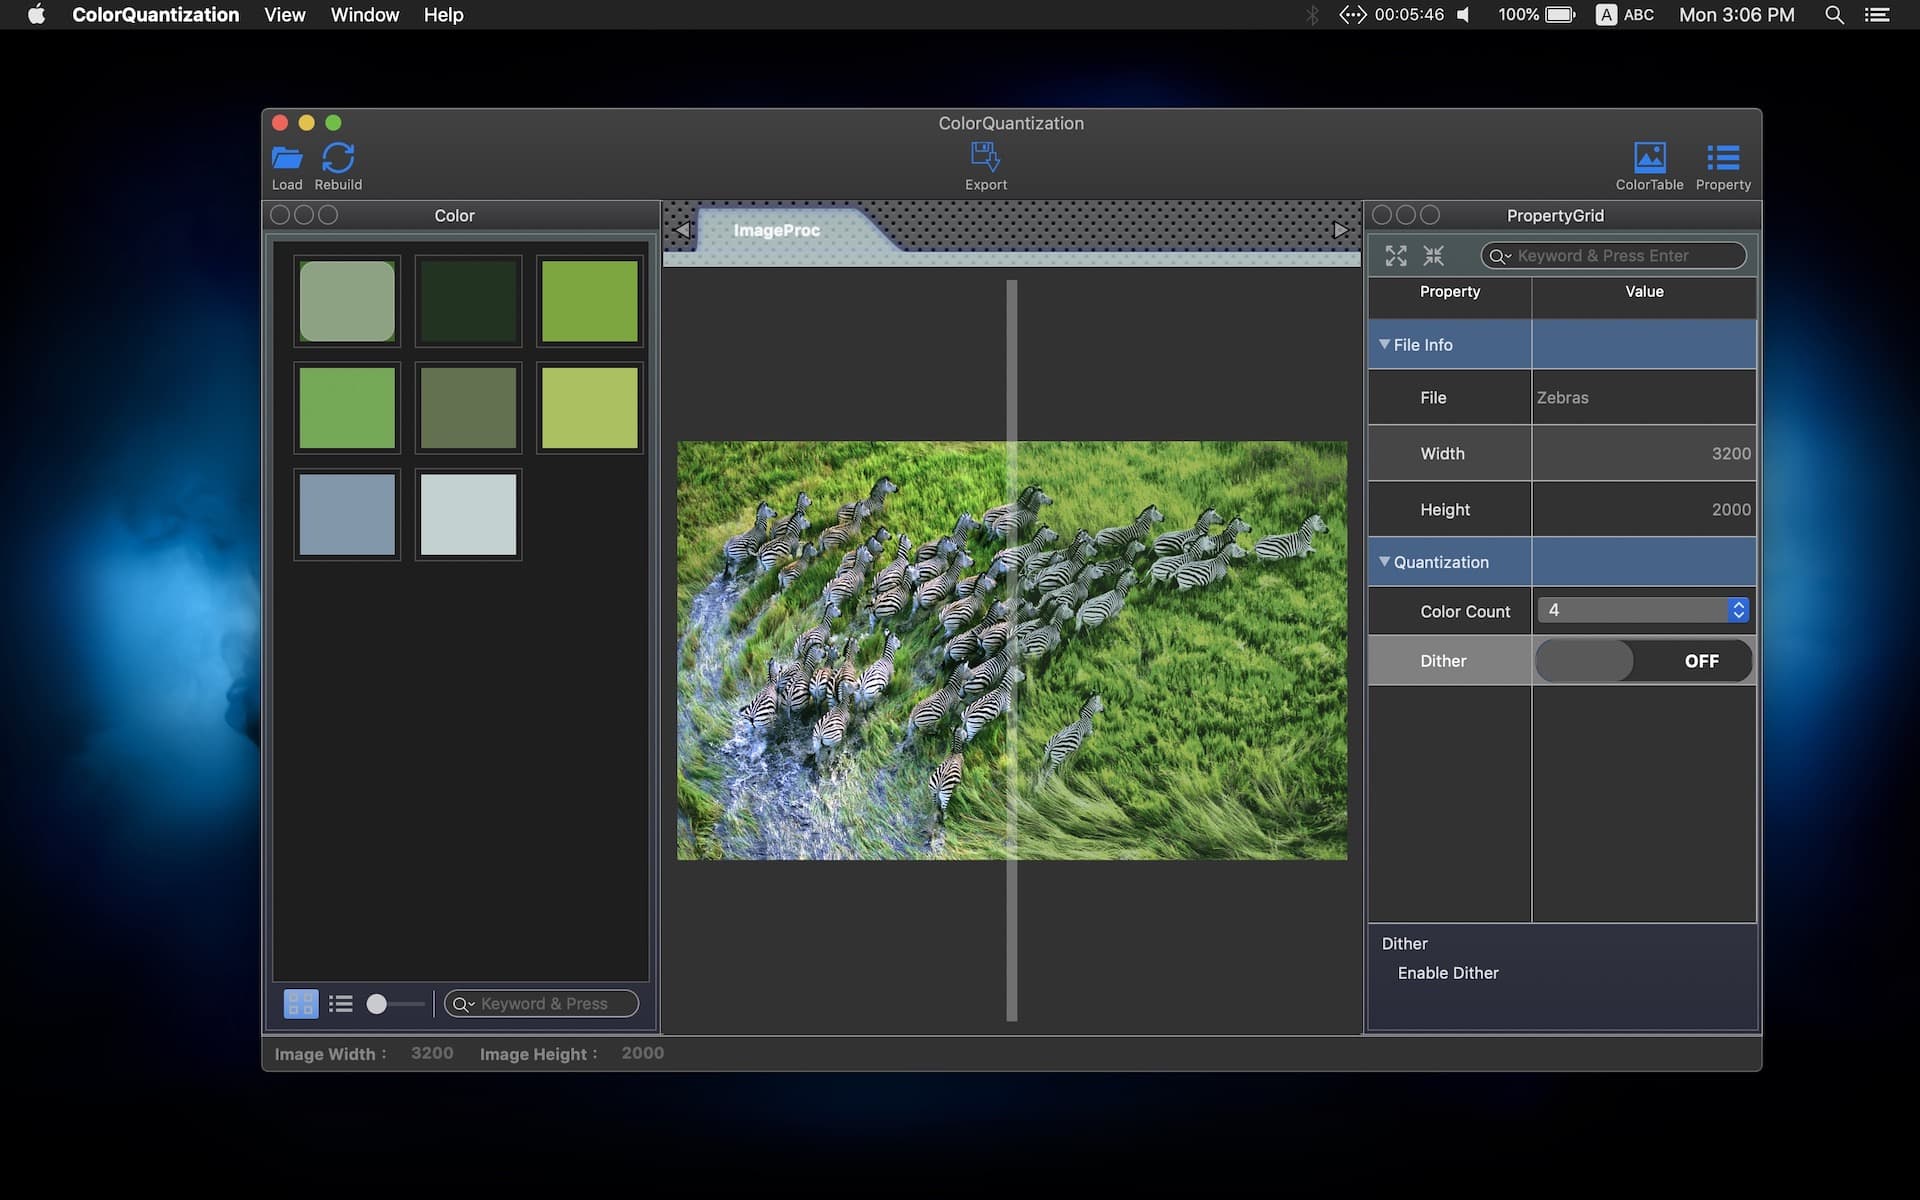 ColorQuantization View Window Help
00:05:46 100% A ABC Mon 3:06 PM
ColorQuantization
Load Rebuild Export ColorTable Property
Color
ImageProc
PropertyGrid
Keyword & Press Enter
Property Value
File Info
File Zebras
Width 3200
Height 2000
Quantization
Color Count 4
Dither OFF
Dither
Enable Dither
Keyword & Press
Image Width : 3200 Image Height : 2000